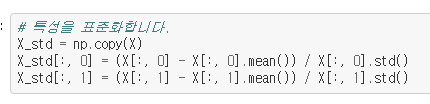 :
# 특성을 표준화합니다.
X_std = np.copy(X)
X_std[:, 0] = (X[:, 0] - X[:, 0].mean()) / X[:, 0].std()
X_std[:, 1] = (X[:, 1] - X[:, 1].mean()) / X[:, 1].std()